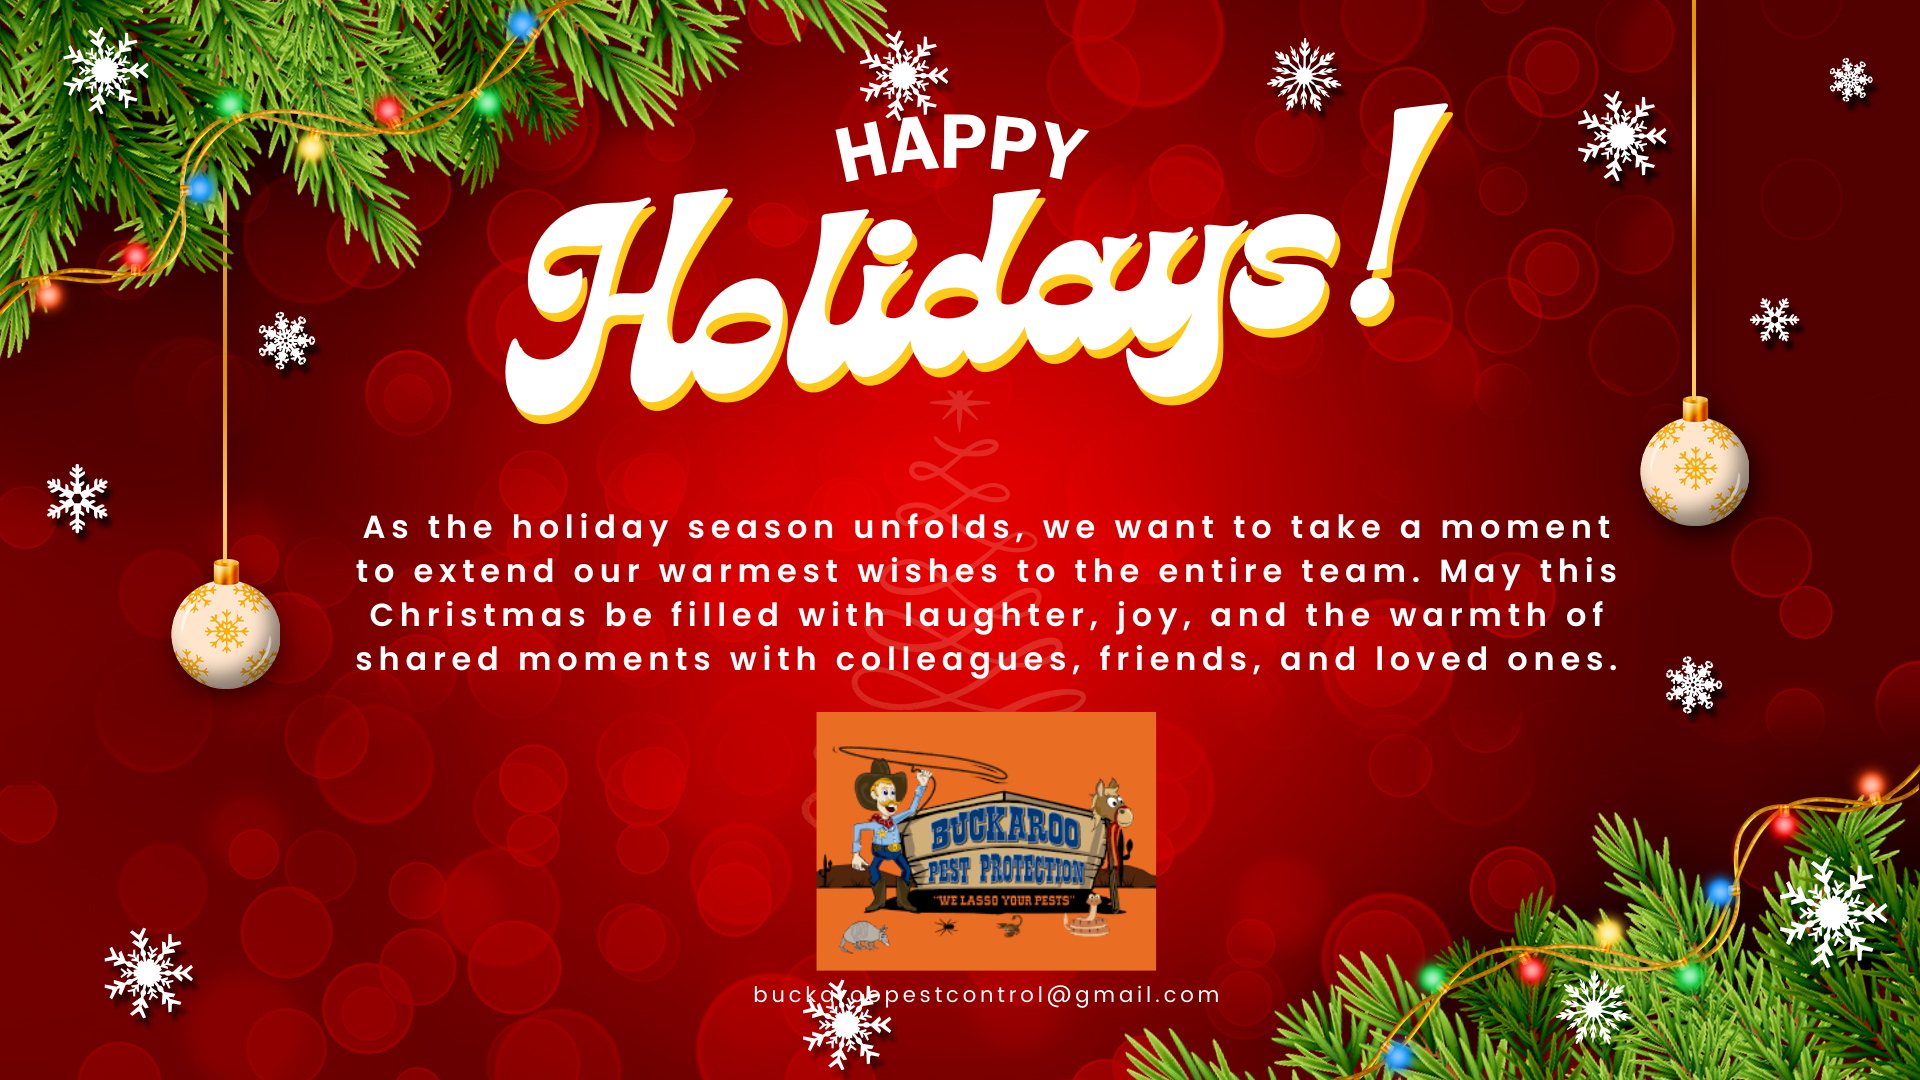 HAPPY
Holidays!
As the holiday season unfolds, we want to take a moment
to extend our warmest wishes to the entire team. May this
Christmas be filled with laughter, joy, and the warmth of
shared moments with colleagues, friends, and loved ones.
BUCKAROO
PEST PROTECTION
"WE LASSO YOUR PESTS"
buckaroopestcontrol@gmail.com